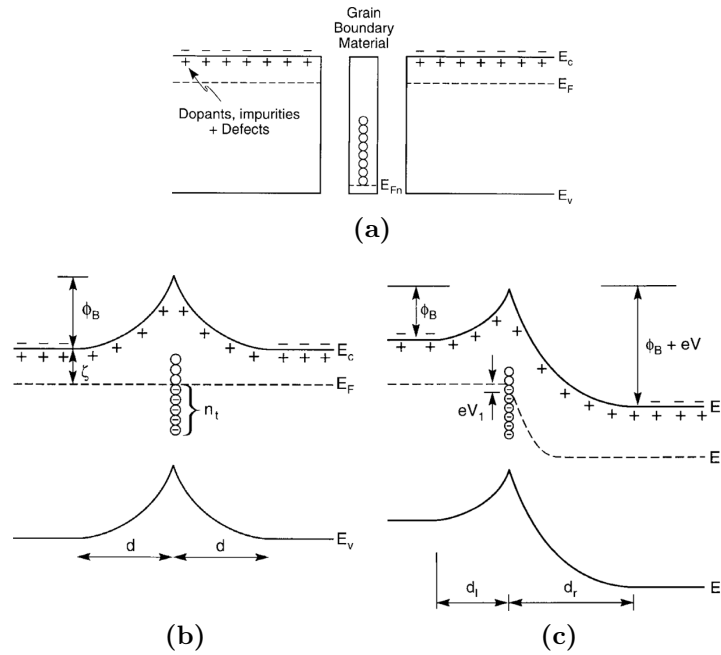 Grain
Boundary
Material
− − − − − − −
− − − − − − −
E_c
+ + + + + + +
+ + + + + + +
E_F
Dopants, impurities
+ Defects
E_Fn
E_v
(a)
ϕ_B
ζ
E_c
E_F
n_t
E_v
d
d
(b)
ϕ_B
ϕ_B + eV
eV_1
E
E
E
d_l
d_r
(c)